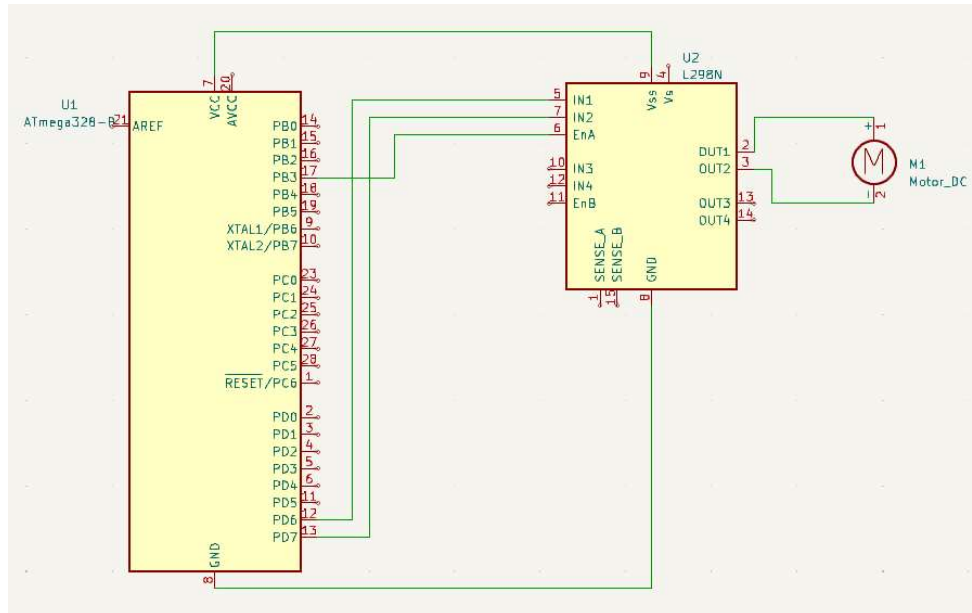 U1
ATmega328-P
21 AREF
7 VCC
20 AVCC
PB0 14
PB1 15
PB2 16
PB3 17
PB4 18
PB5 19
XTAL1/PB6 9
XTAL2/PB7 10
PC0 23
PC1 24
PC2 25
PC3 26
PC4 27
PC5 28
RESET/PC6 1
PD0 2
PD1 3
PD2 4
PD3 5
PD4 6
PD5 11
PD6 12
PD7 13
GND 8
U2
L298N
9 Vss
4 Vs
5 IN1
7 IN2
6 EnA
10 IN3
12 IN4
11 EnB
OUT1 2
OUT2 3
OUT3 13
OUT4 14
1 SENSE_A
15 SENSE_B
8 GND
+ 1
M
- 2
M1
Motor_DC